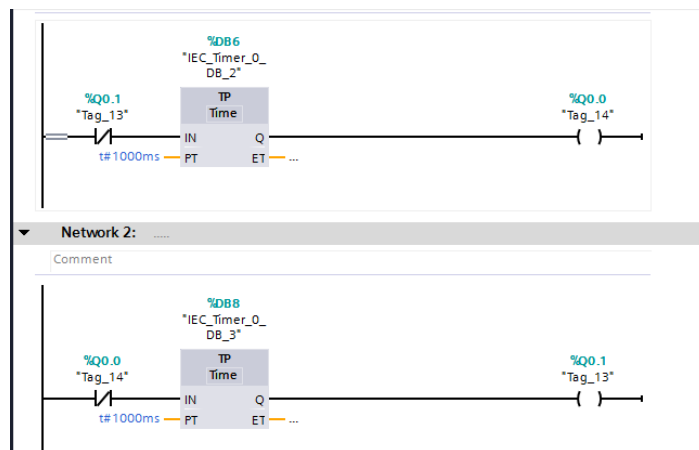 %DB6
"IEC_Timer_0_
DB_2"
%Q0.1
"Tag_13"
TP
Time
%Q0.0
"Tag_14"
IN
Q
t#1000ms
PT
ET
...
Network 2: .....
Comment
%DB8
"IEC_Timer_0_
DB_3"
%Q0.0
"Tag_14"
TP
Time
%Q0.1
"Tag_13"
IN
Q
t#1000ms
PT
ET
...